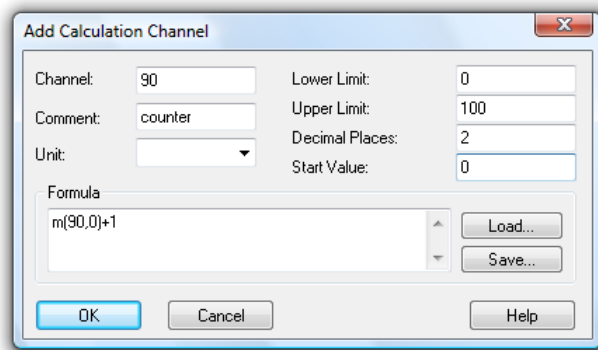 Add Calculation Channel
Channel: 90
Comment: counter
Unit:
Lower Limit: 0
Upper Limit: 100
Decimal Places: 2
Start Value: 0
Formula
m(90,0)+1
Load...
Save...
OK Cancel Help